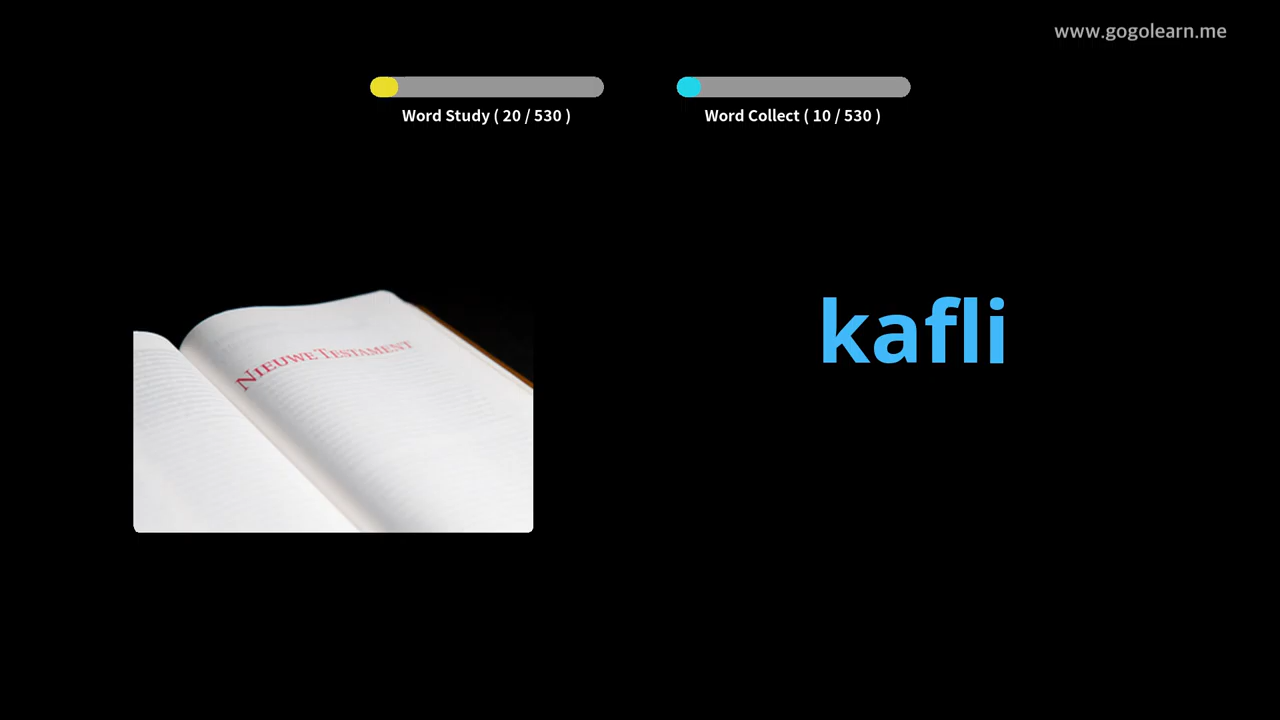 www.gogolearn.me
Word Study ( 20 / 530 )
Word Collect ( 10 / 530 )
NIEUWE TESTAMENT
kafli